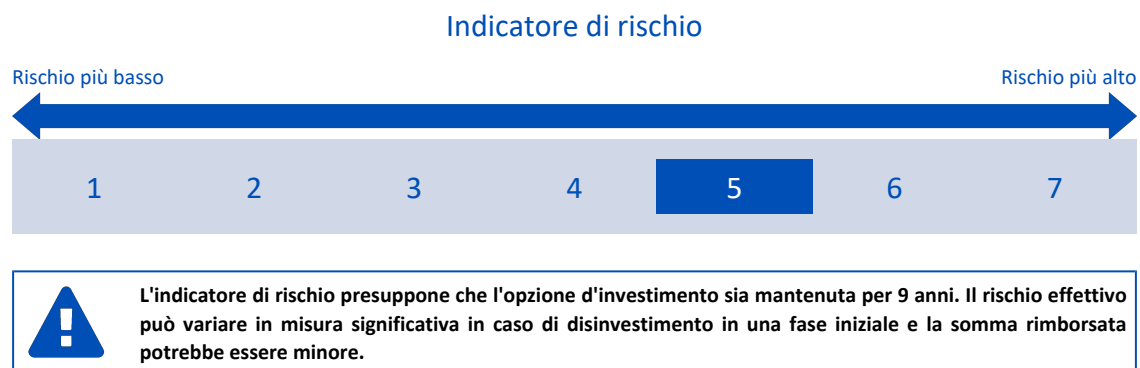 Indicatore di rischio
Rischio più basso
Rischio più alto
1 2 3 4 5 6 7
L'indicatore di rischio presuppone che l'opzione d'investimento sia mantenuta per 9 anni. Il rischio effettivo
può variare in misura significativa in caso di disinvestimento in una fase iniziale e la somma rimborsata
potrebbe essere minore.